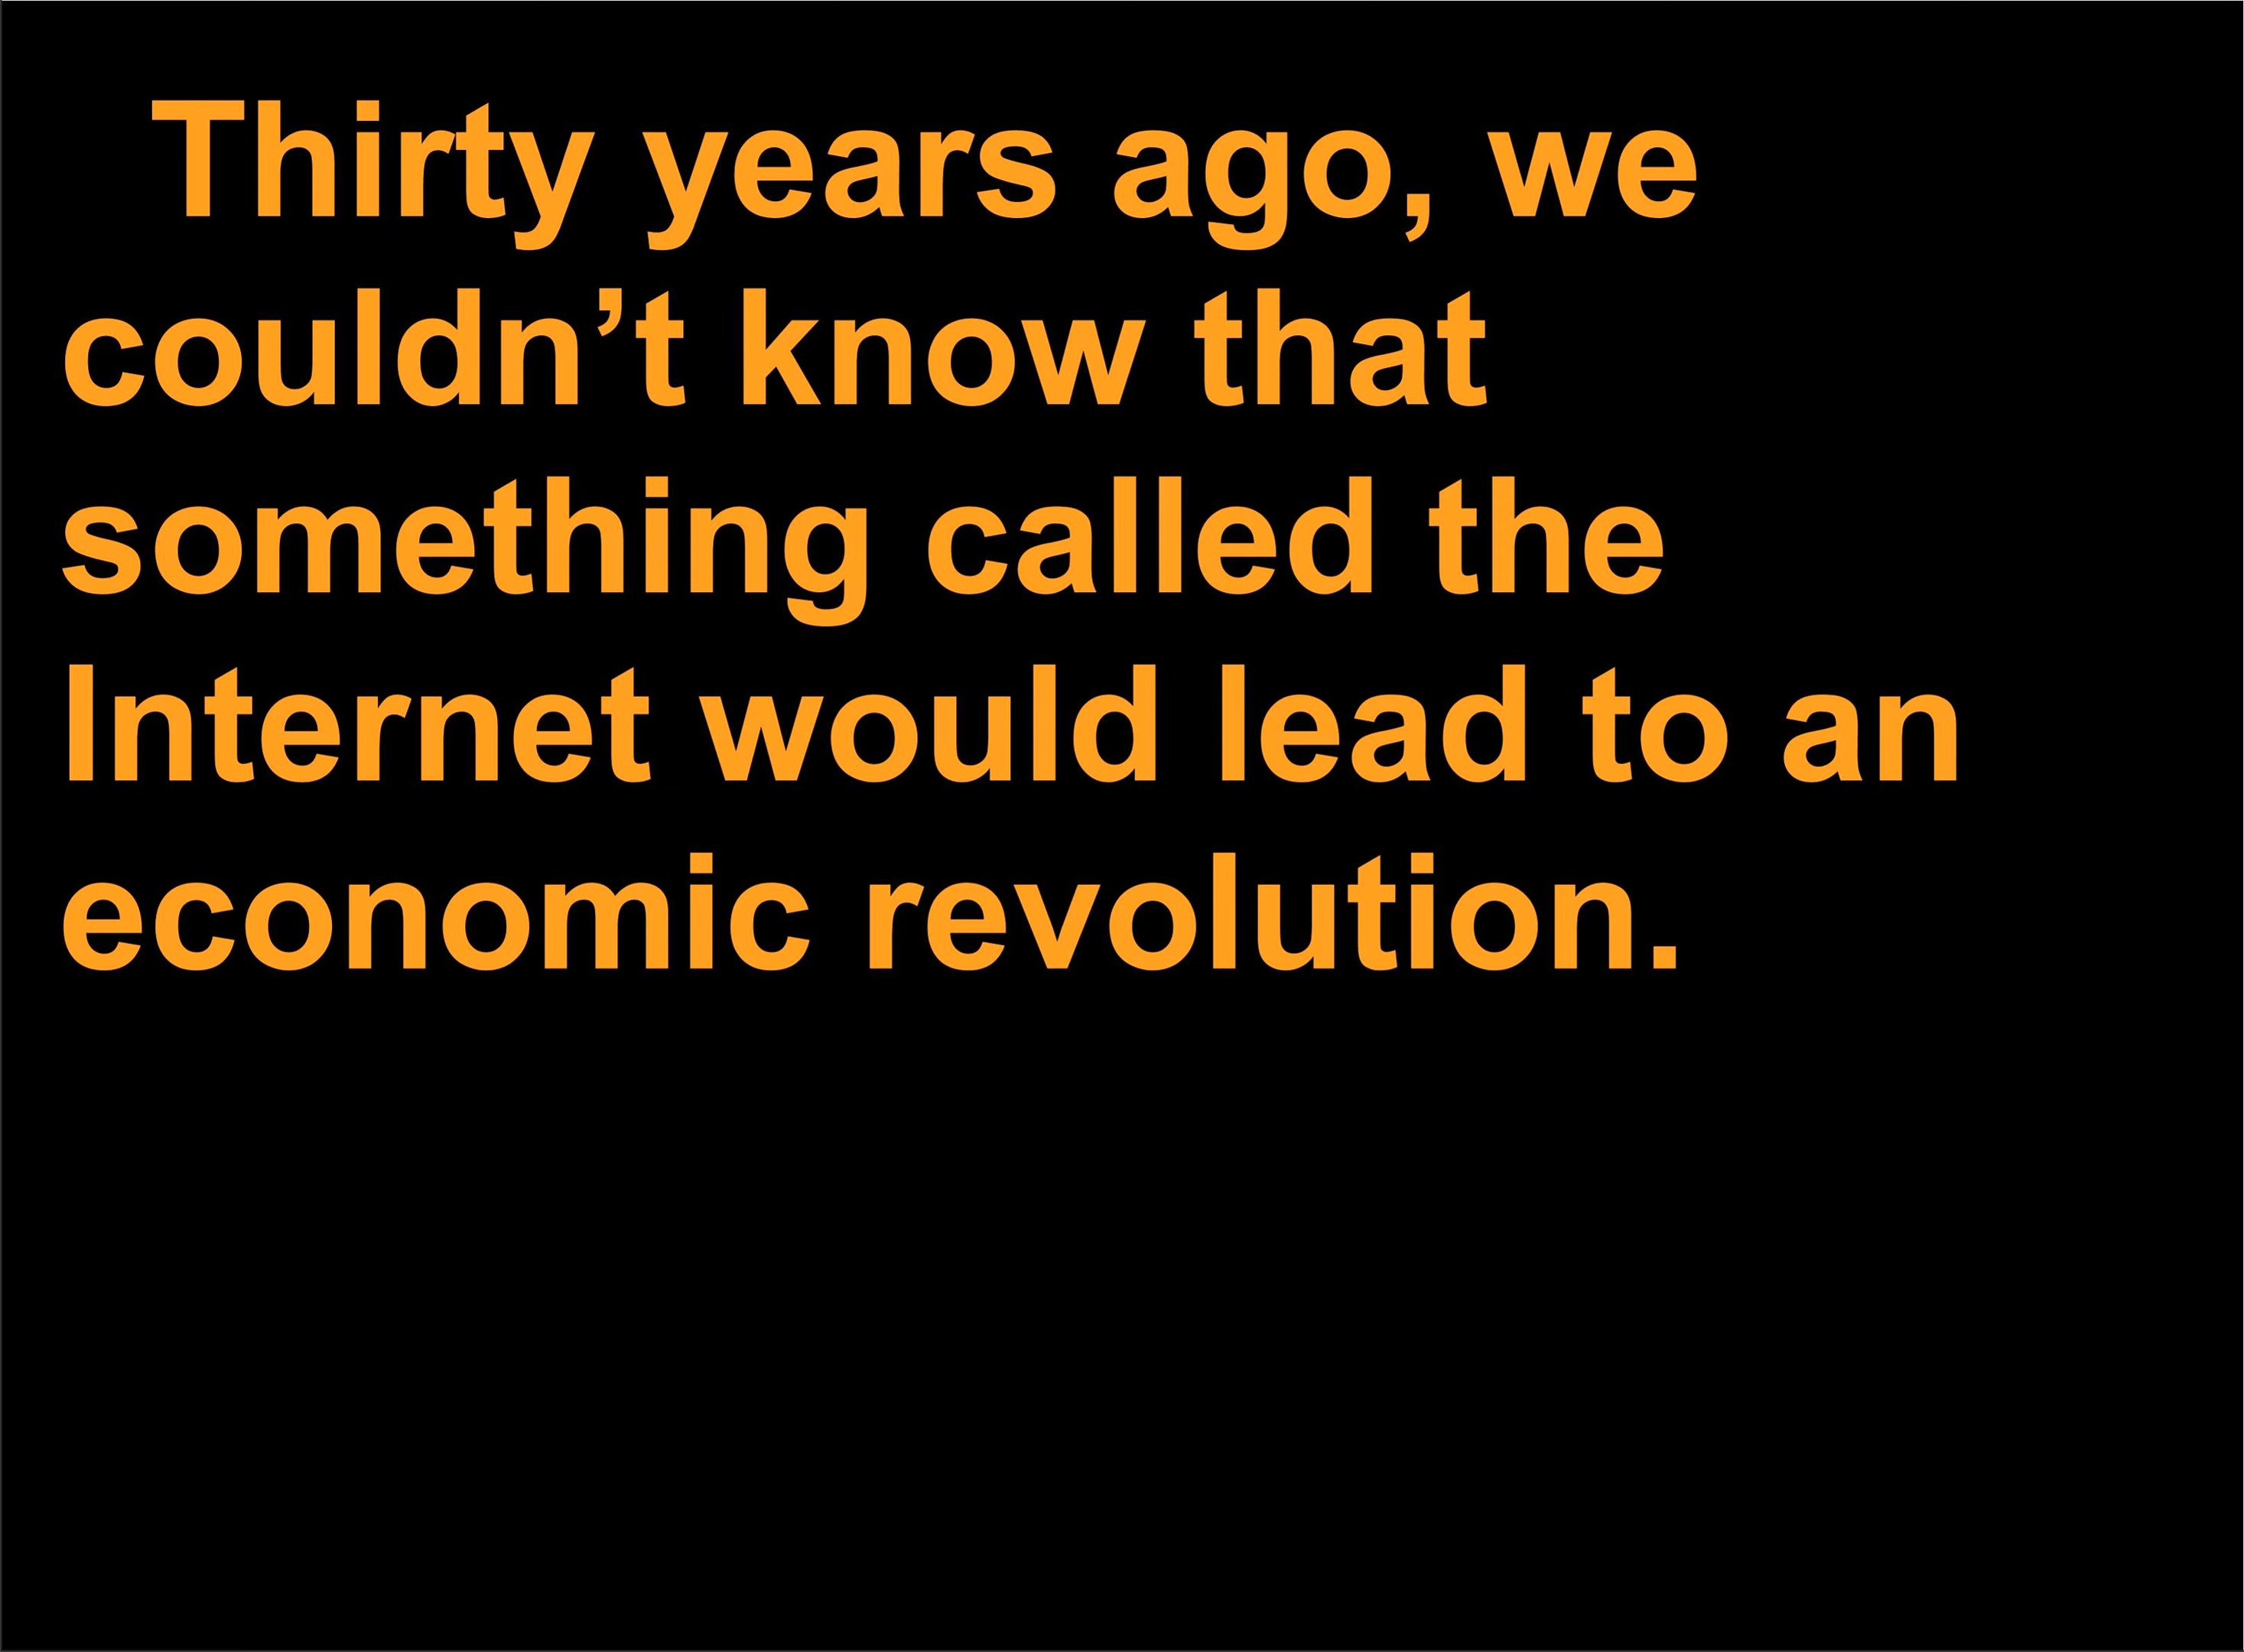 Thirty years ago, we
couldn’t know that
something called the
Internet would lead to an
economic revolution.